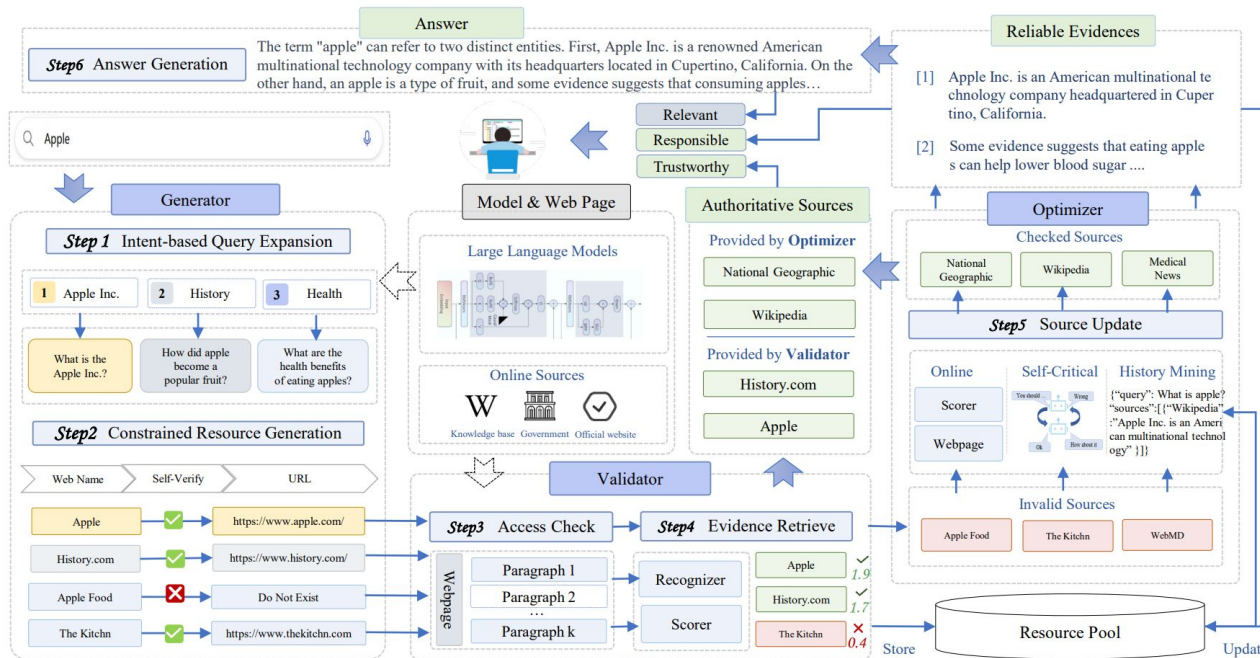 Answer
Step6 Answer Generation
The term "apple" can refer to two distinct entities. First, Apple Inc. is a renowned American
multinational technology company with its headquarters located in Cupertino, California. On
the other hand, an apple is a type of fruit, and some evidence suggests that consuming apples…
Reliable Evidences
[1] Apple Inc. is an American multinational te
chnology company headquartered in Cuper
tino, California.
[2] Some evidence suggests that eating apple
s can help lower blood sugar ....
Apple
Relevant
Responsible
Trustworthy
Generator
Step 1 Intent-based Query Expansion
1 Apple Inc.
2 History
3 Health
What is the
Apple Inc.?
How did apple
become a
popular fruit?
What are the
health benefits
of eating apples?
Step2 Constrained Resource Generation
Web Name
Self-Verify
URL
Apple
https://www.apple.com/
History.com
https://www.history.com/
Apple Food
Do Not Exist
The Kitchn
https://www.thekitchn.com
Model & Web Page
Large Language Models
Online Sources
W
Knowledge base
Government
Official website
Authoritative Sources
Provided by Optimizer
National Geographic
Wikipedia
Provided by Validator
History.com
Apple
Validator
Step3 Access Check
Step4 Evidence Retrieve
Webpage
Paragraph 1
Paragraph 2
...
Paragraph k
Recognizer
Scorer
Apple
1.9
History.com
1.7
The Kitchn
0.4
Optimizer
Checked Sources
National
Geographic
Wikipedia
Medical
News
Step5 Source Update
Online
Scorer
Webpage
Self-Critical
You should ...
Wrong
Ok
How about it
History Mining
{“query”: What is apple?
“sources”:[{“Wikipedia”
:”Apple Inc. is an Ameri
can multinational technol
ogy” }]}
Invalid Sources
Apple Food
The Kitchn
WebMD
Resource Pool
Store
Updat